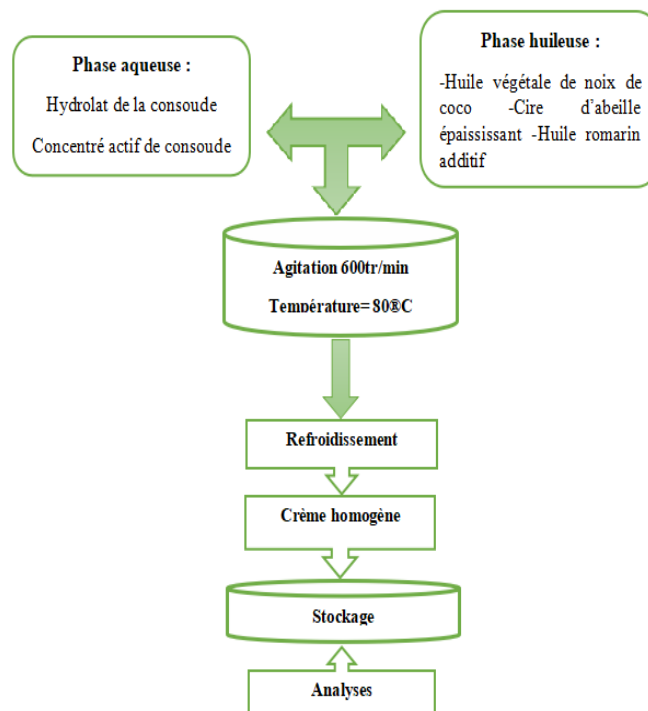 Phase aqueuse :
Hydrolat de la consoude
Concentré actif de consoude
Phase huileuse :
-Huile végétale de noix de
coco -Cire d'abeille
épaississant -Huile romarin
additif
Agitation 600tr/min
Température= 80®C
Refroidissement
Crème homogène
Stockage
Analyses